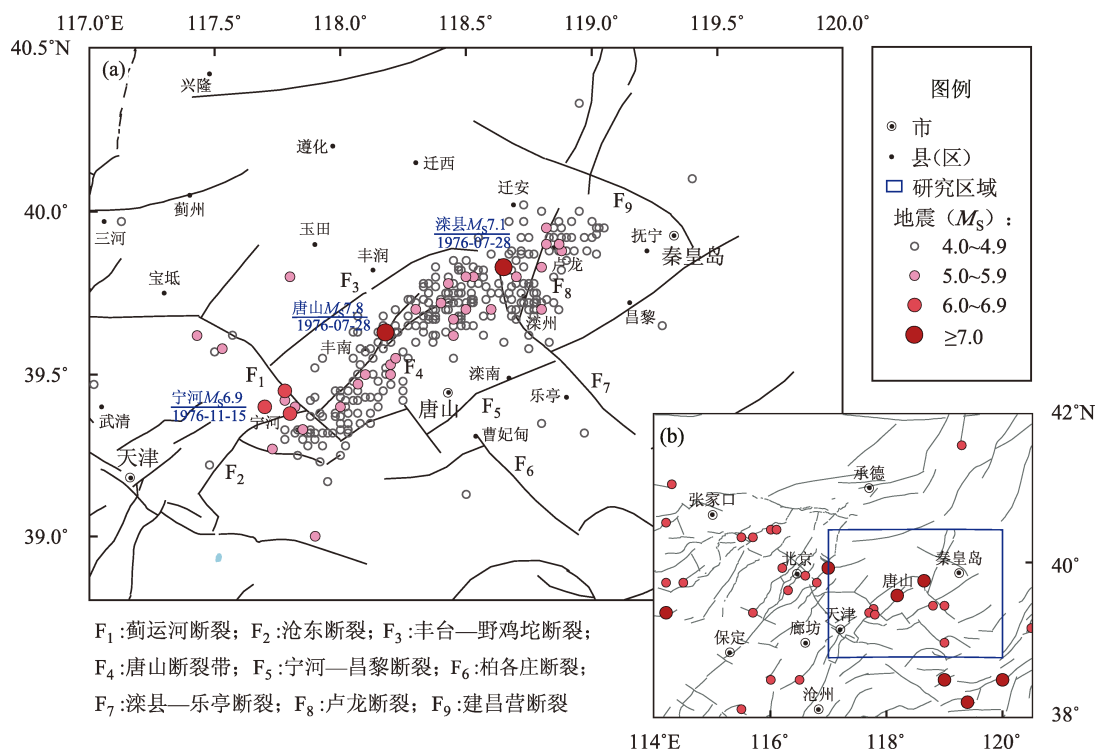 117.0°E
117.5°
118.0°
118.5°
119.0°
119.5°
120.0°
40.5°N
40.0°
39.5°
39.0°
(a)
兴隆
遵化
迁西
迁安
F9
蓟州
三河
玉田
滦县MS7.1
1976-07-28
抚宁
秦皇岛
宝坻
丰润
卢龙
F3
F8
唐山MS7.8
1976-07-28
滦州
昌黎
丰南
F4
F1
滦南
F7
宁河MS6.9
1976-11-15
乐亭
唐山
F5
武清
宁河
曹妃甸
天津
F2
F6
图例
市
县(区)
研究区域
地震（MS）：
4.0~4.9
5.0~5.9
6.0~6.9
≥7.0
(b)
42°N
40°
38°
承德
张家口
北京
秦皇岛
唐山
天津
廊坊
保定
沧州
114°E
116°
118°
120°
F1:蓟运河断裂；F2:沧东断裂；F3:丰台—野鸡坨断裂；
F4:唐山断裂带；F5:宁河—昌黎断裂；F6:柏各庄断裂；
F7:滦县—乐亭断裂；F8:卢龙断裂；F9:建昌营断裂